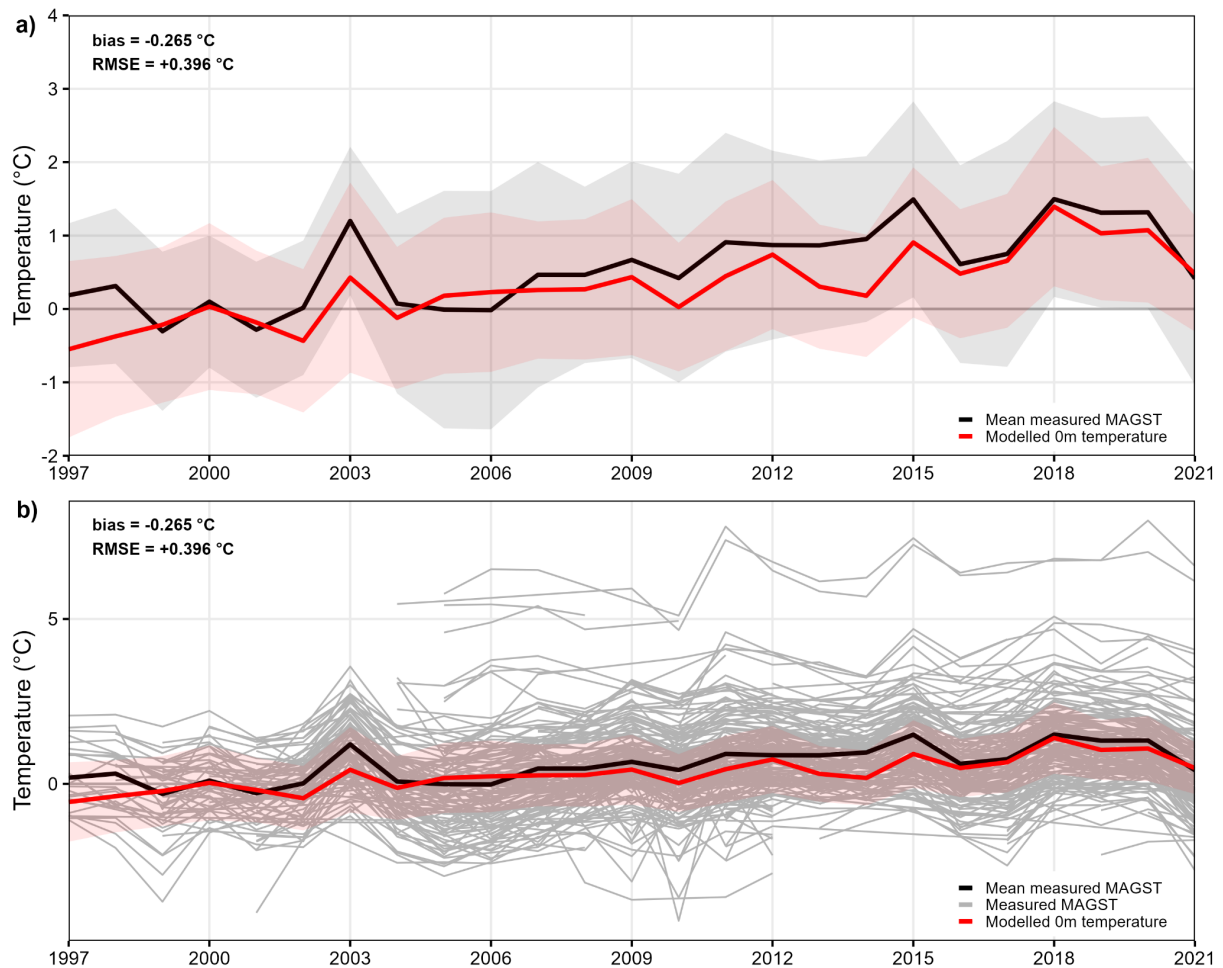 a)
bias = -0.265 °C
RMSE = +0.396 °C
Temperature (°C)
4
3
2
1
0
-1
-2
Mean measured MAGST
Modelled 0m temperature
1997 2000 2003 2006 2009 2012 2015 2018 2021
b)
bias = -0.265 °C
RMSE = +0.396 °C
Temperature (°C)
5
0
Mean measured MAGST
Measured MAGST
Modelled 0m temperature
1997 2000 2003 2006 2009 2012 2015 2018 2021